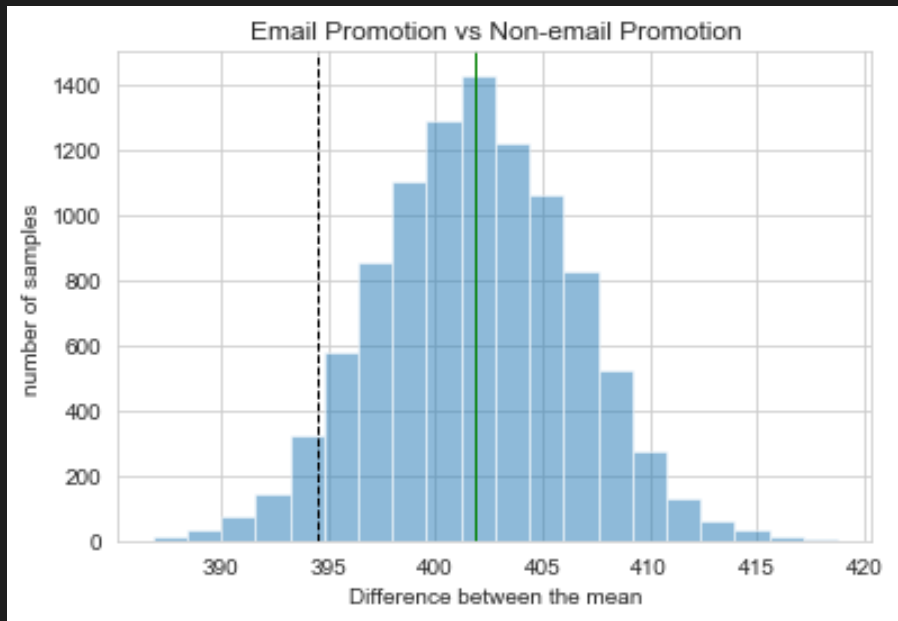 Email Promotion vs Non-email Promotion
1400
1200
1000
800
600
400
200
0
number of samples
390 395 400 405 410 415 420
Difference between the mean